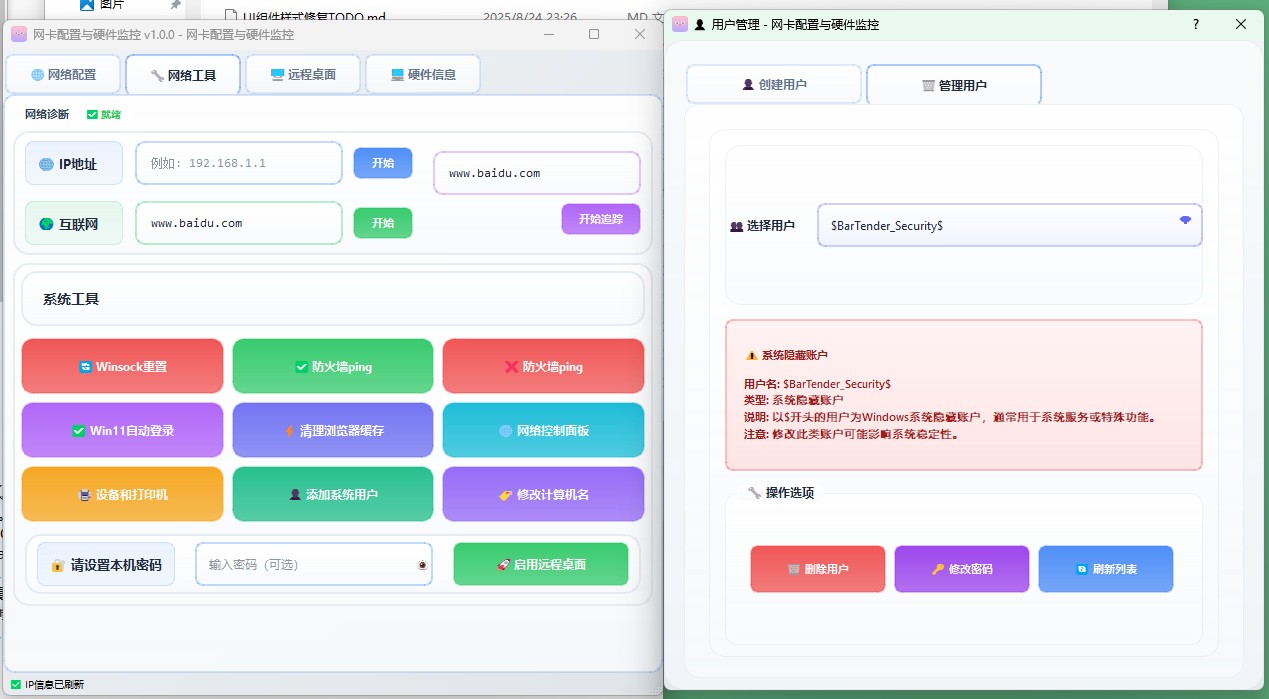 图片
UI组件样式修复TODO.md
2025/8/24 23:26
MD 文
网卡配置与硬件监控 v1.0.0 - 网卡配置与硬件监控
网络配置
网络工具
远程桌面
硬件信息
网络诊断
就绪
IP地址
例如: 192.168.1.1
开始
www.baidu.com
互联网
www.baidu.com
开始
开始追踪
系统工具
Winsock重置
防火墙ping
防火墙ping
Win11自动登录
清理浏览器缓存
网络控制面板
设备和打印机
添加系统用户
修改计算机名
请设置本机密码
输入密码（可选）
启用远程桌面
IP信息已刷新
用户管理 - 网卡配置与硬件监控
?
创建用户
管理用户
选择用户
$BarTender_Security$
系统隐藏账户
用户名: $BarTender_Security$
类型: 系统隐藏账户
说明: 以$开头的用户为Windows系统隐藏账户，通常用于系统服务或特殊功能。
注意: 修改此类账户可能影响系统稳定性。
操作选项
删除用户
修改密码
刷新列表